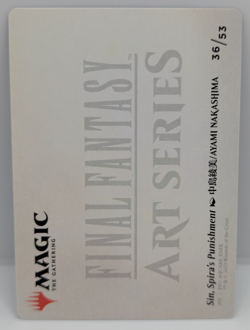 MAGIC
THE GATHERING
FINAL FANTASY
ART SERIES
36/53
Sin, Spira's Punishment 中島綾美/AYAMI NAKASHIMA